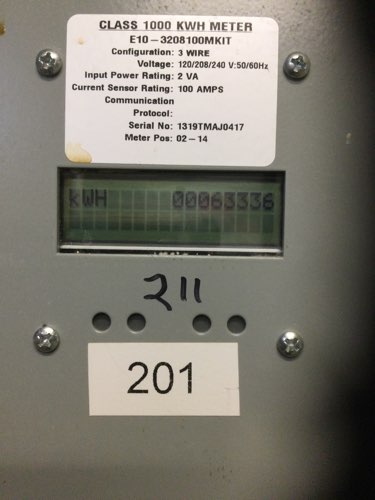 CLASS 1000 KWH METER
E10-3208100MKIT
Configuration: 3 WIRE
Voltage: 120/208/240 V:50/60Hz
Input Power Rating: 2 VA
Current Sensor Rating: 100 AMPS
Communication
Protocol:
Serial No: 1319TMAJ0417
Meter Pos: 02-14
kWH 00063336
211
201